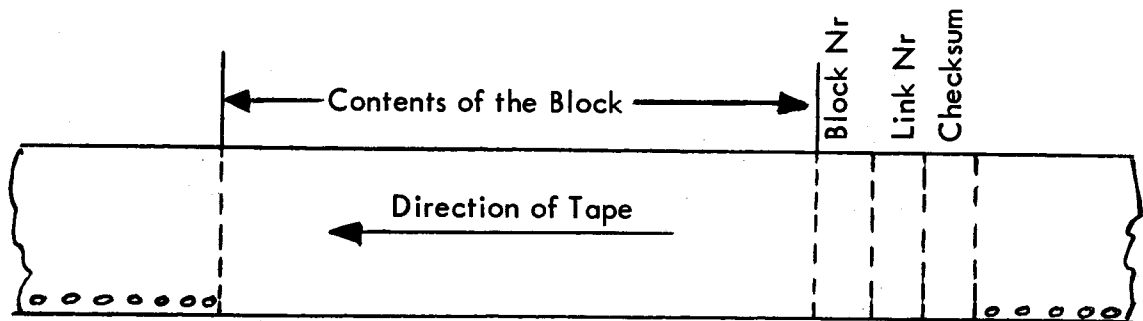 Contents of the Block
Block Nr
Link Nr
Checksum
Direction of Tape